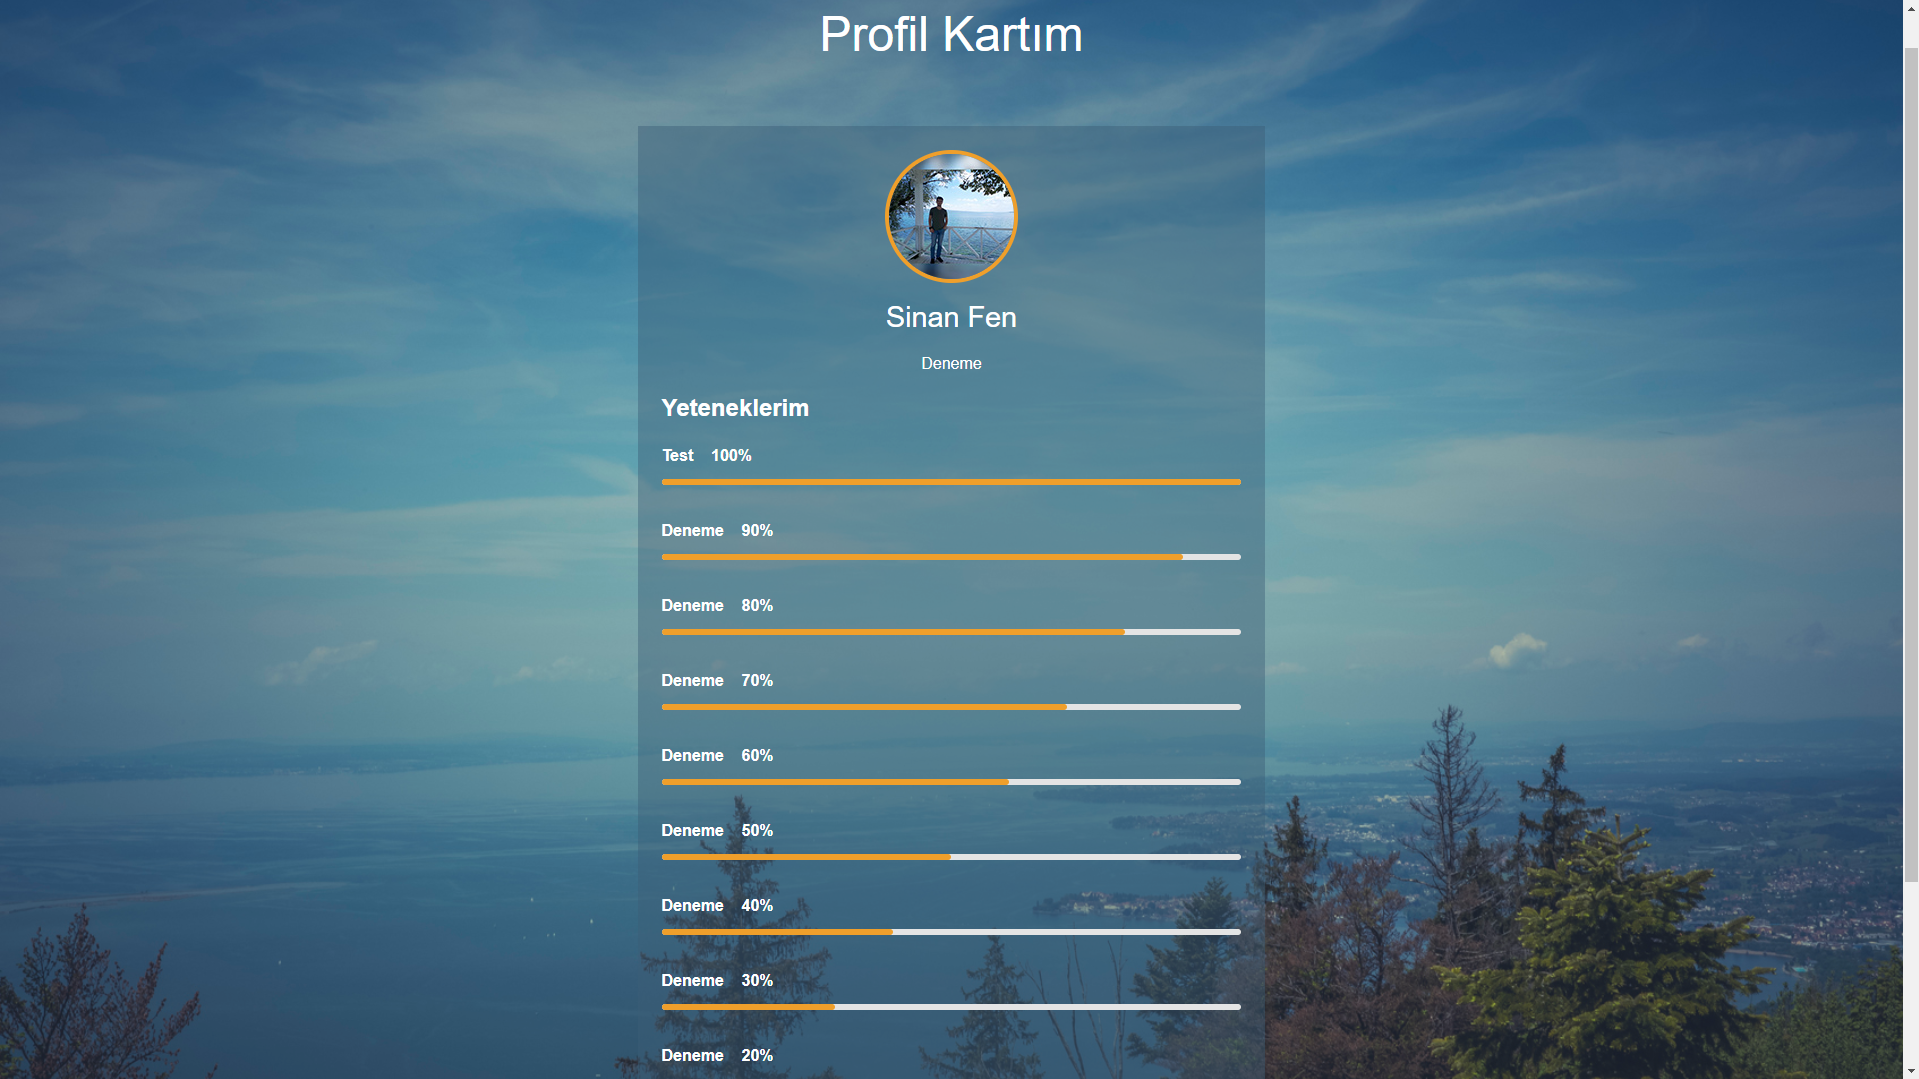 Profil Kartım
Sinan Fen
Deneme
Yeteneklerim
Test 100%
Deneme 90%
Deneme 80%
Deneme 70%
Deneme 60%
Deneme 50%
Deneme 40%
Deneme 30%
Deneme 20%